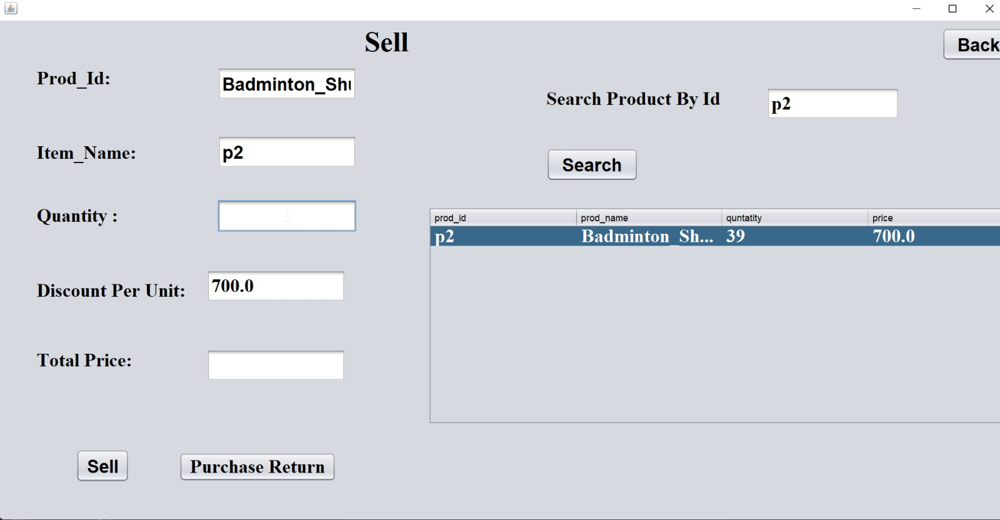 Sell
Back
Prod_Id:
Search Product By Id
p2
Item_Name:
p2
Search
Quantity :
prod_id prod_name quntatity price
p2 Badminton_Sh... 39 700.0
Discount Per Unit:
700.0
Total Price:
Sell
Purchase Return